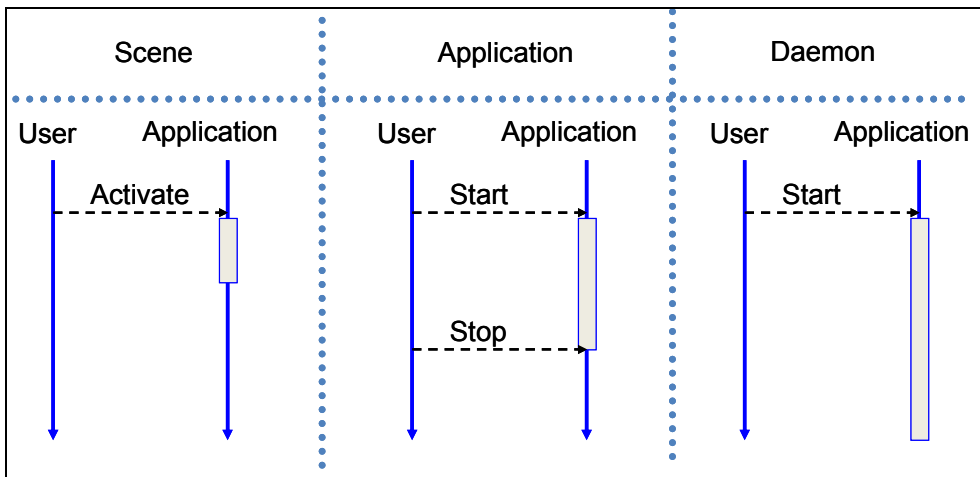 Scene
Application
Daemon
User
Application
User
Application
User
Application
Activate
Start
Start
Stop